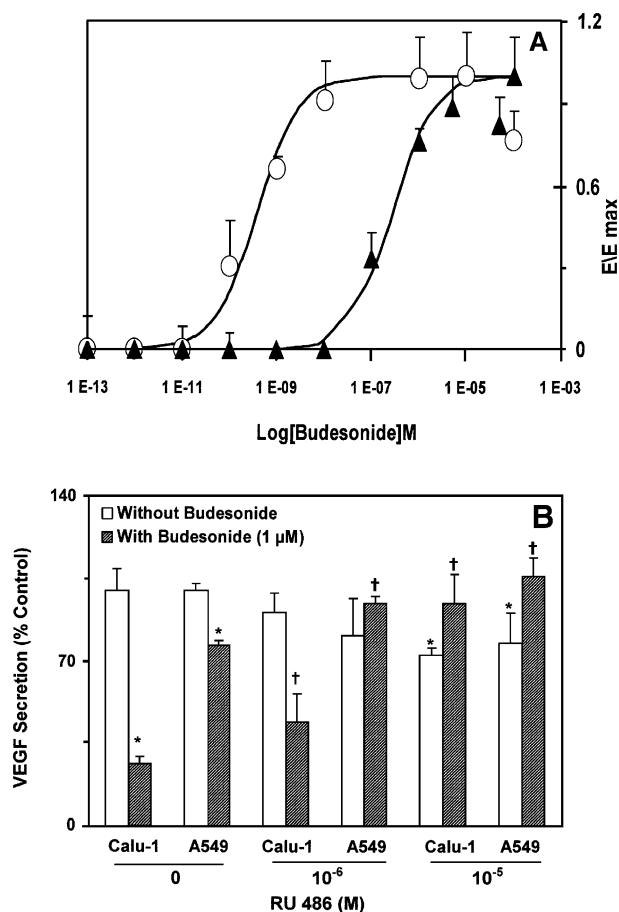 A
1.2
0.6
0
E\E max
1 E-13 1 E-11 1 E-09 1 E-07 1 E-05 1 E-03
Log[Budesonide]M
B
140
70
0
VEGF Secretion (% Control)
Without Budesonide
With Budesonide (1 µM)
* * † † * † * †
Calu-1 A549 Calu-1 A549 Calu-1 A549
0 10⁻⁶ 10⁻⁵
RU 486 (M)